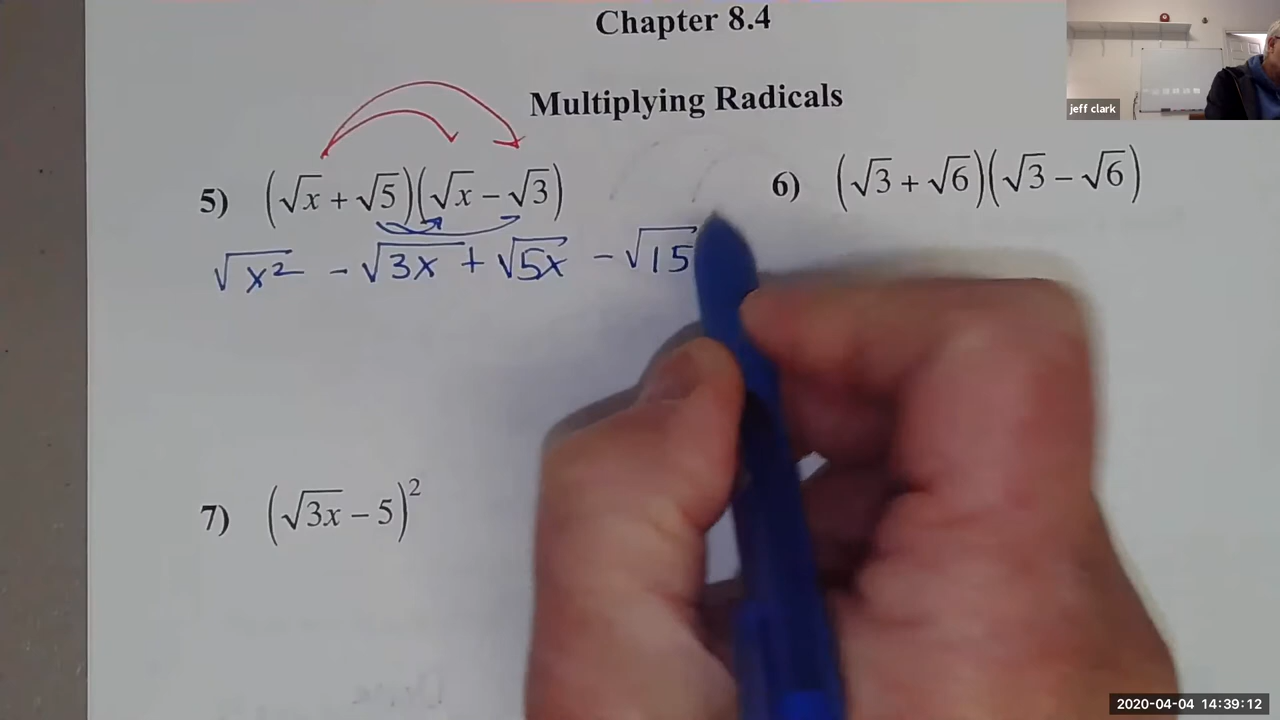 Chapter 8.4
jeff clark
Multiplying Radicals
5) (√x + √5)(√x − √3)
6) (√3 + √6)(√3 − √6)
√x² − √3x + √5x − √15
7) (√3x − 5)²
2020-04-04 14:39:12